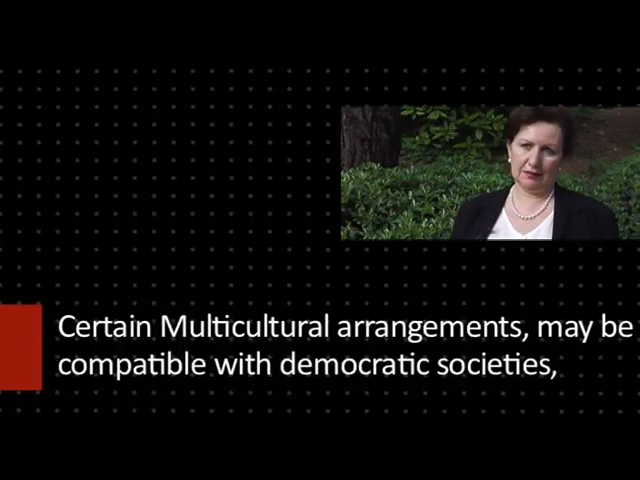 Certain Multicultural arrangements, may be
compatible with democratic societies,